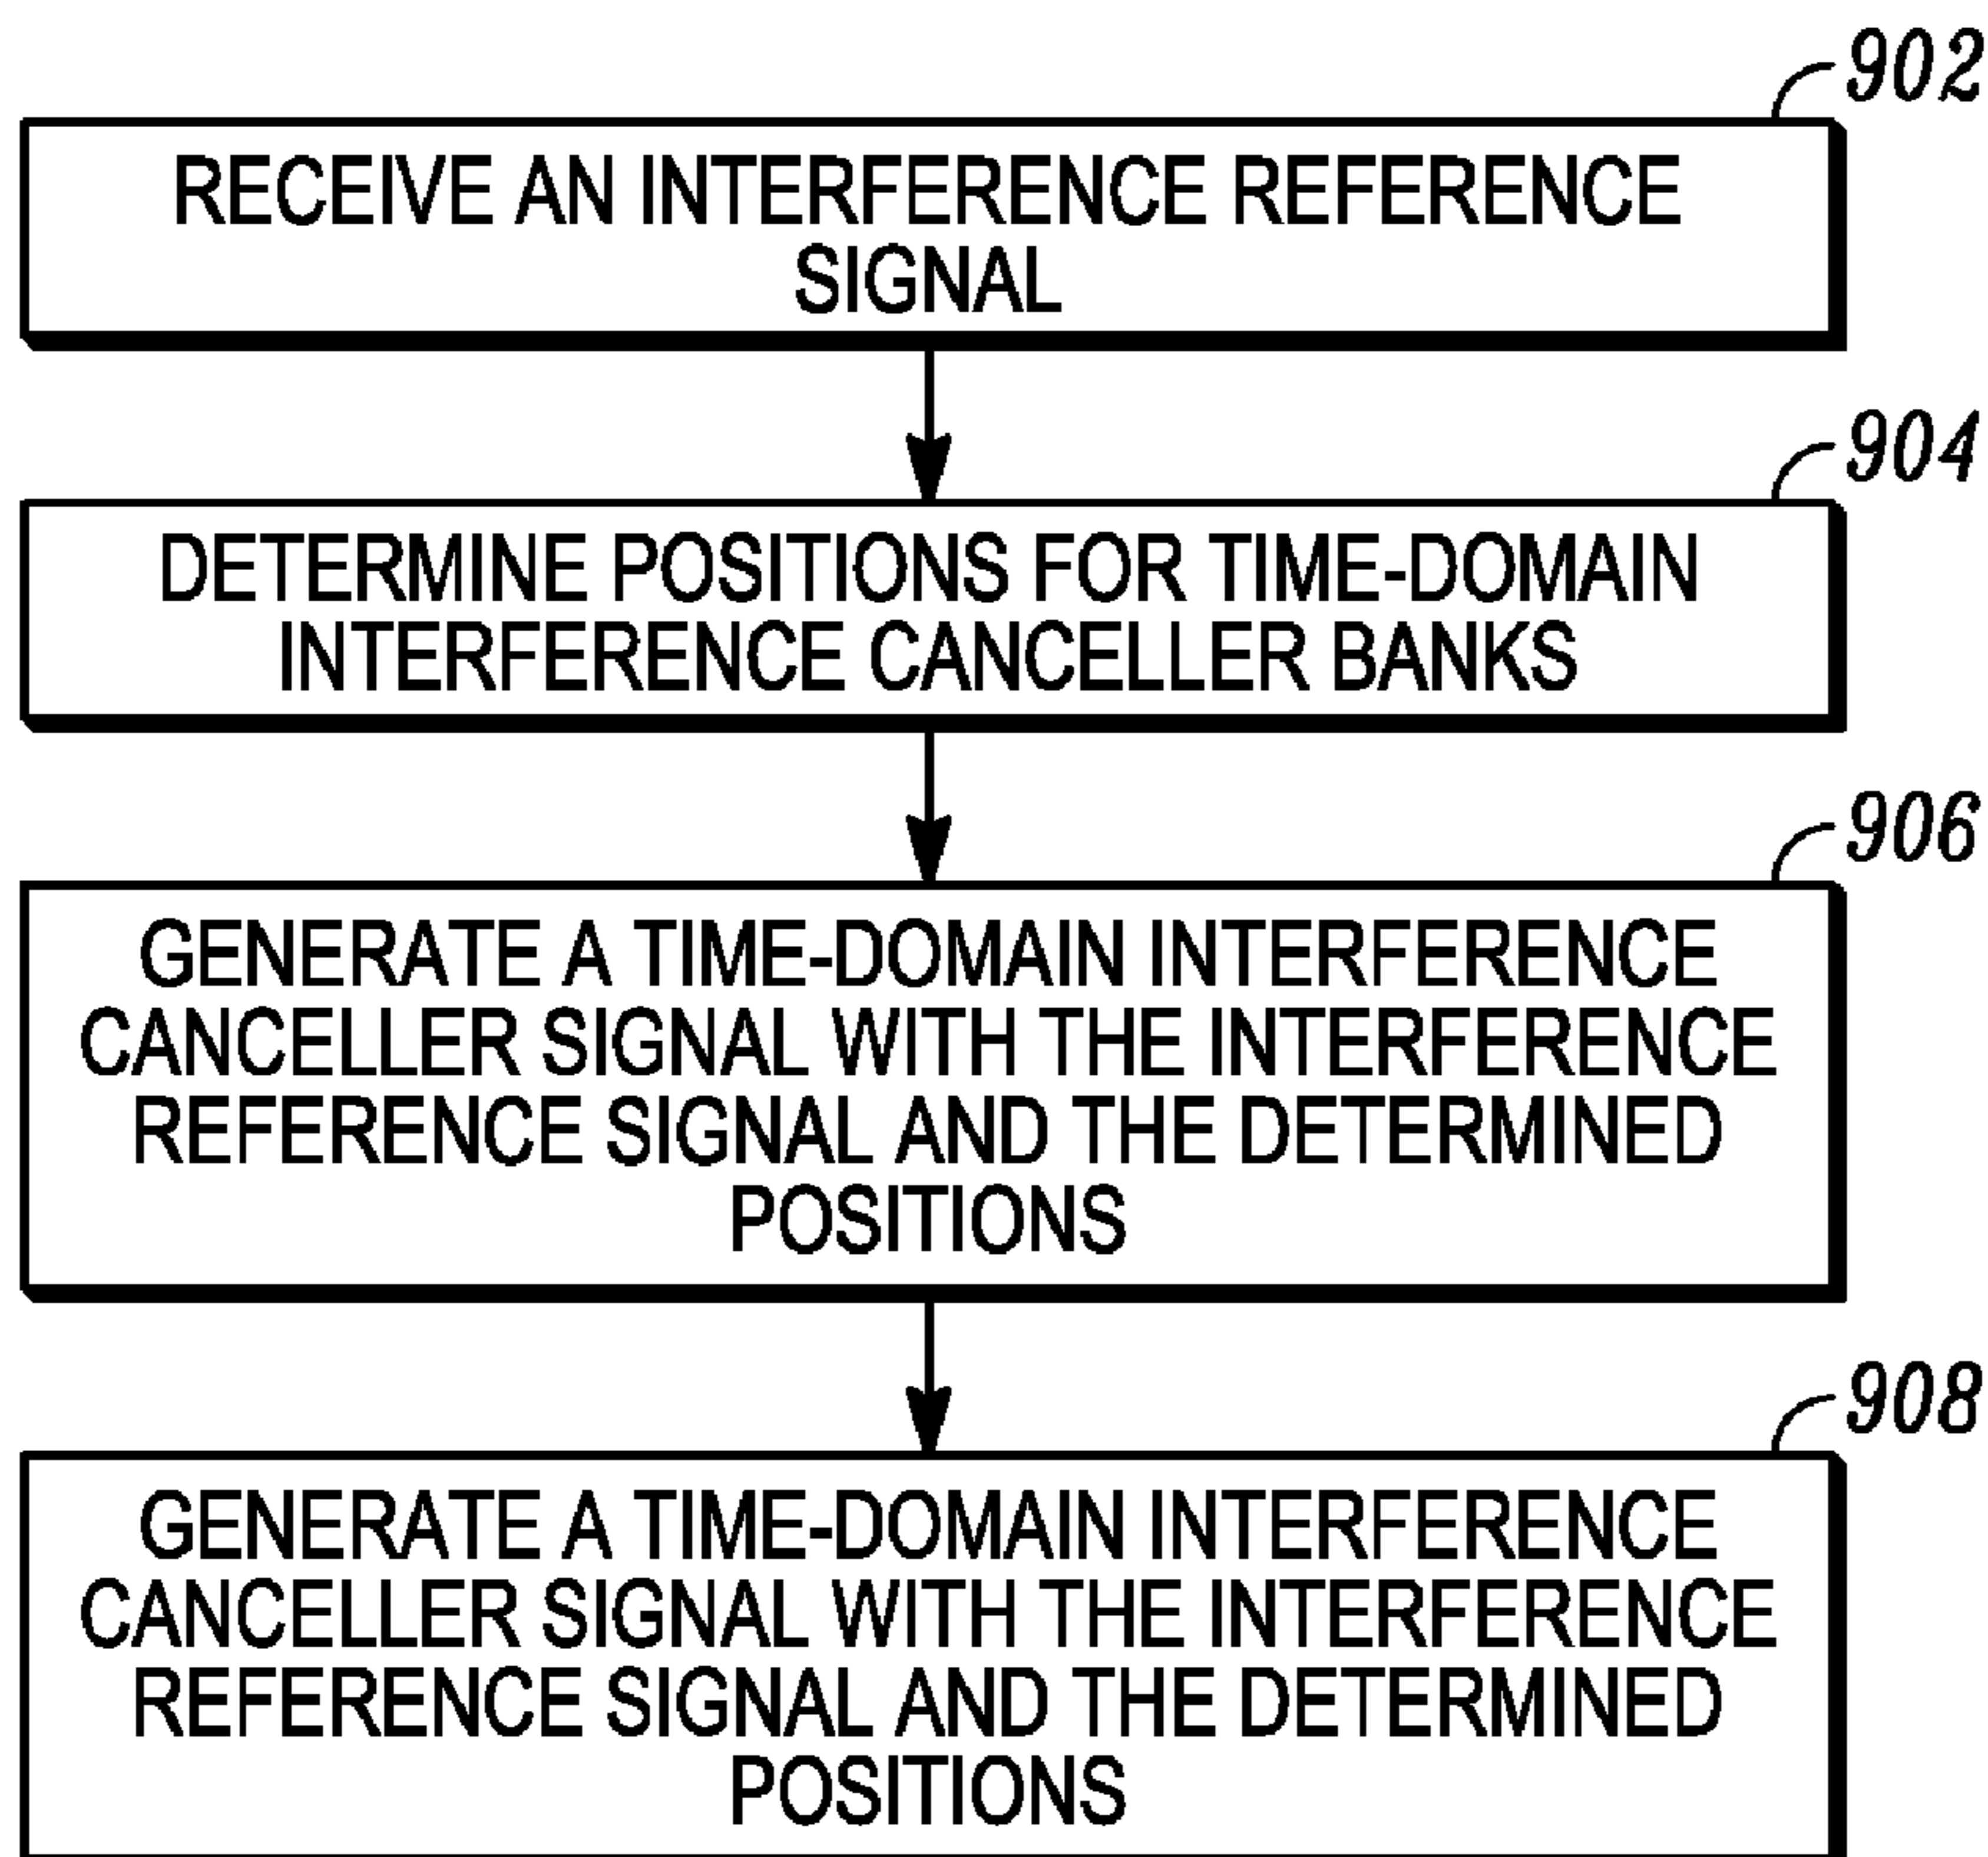 902
RECEIVE AN INTERFERENCE REFERENCE
SIGNAL
904
DETERMINE POSITIONS FOR TIME-DOMAIN
INTERFERENCE CANCELLER BANKS
906
GENERATE A TIME-DOMAIN INTERFERENCE
CANCELLER SIGNAL WITH THE INTERFERENCE
REFERENCE SIGNAL AND THE DETERMINED
POSITIONS
908
GENERATE A TIME-DOMAIN INTERFERENCE
CANCELLER SIGNAL WITH THE INTERFERENCE
REFERENCE SIGNAL AND THE DETERMINED
POSITIONS